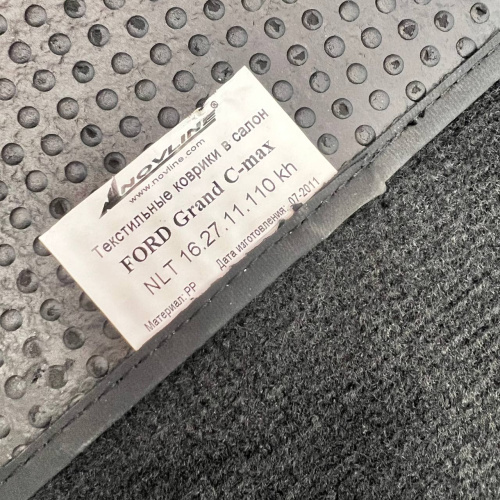 NOVLINE®
www.novline.com
Текстильные коврики в салон
FORD Grand C-max
NLT 16.27.11.110 kh
Материал: PP Дата изготовления: 07-2011